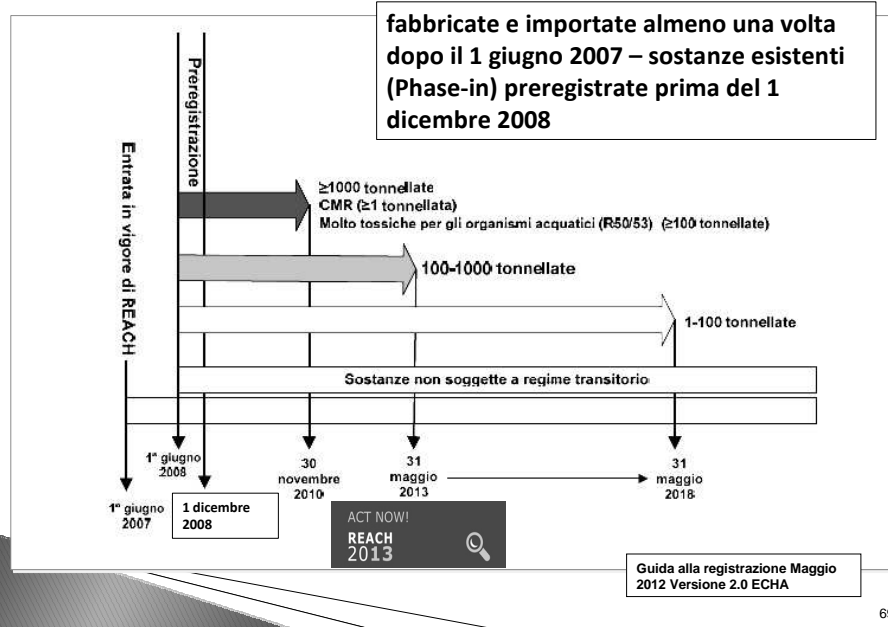 fabbricate e importate almeno una volta
dopo il 1 giugno 2007 – sostanze esistenti
(Phase-in) preregistrate prima del 1
dicembre 2008
Preregistrazione
Entrata in vigore di REACH
≥1000 tonnellate
CMR (≥1 tonnellata)
Molto tossiche per gli organismi acquatici (R50/53) (≥100 tonnellate)
100-1000 tonnellate
1-100 tonnellate
Sostanze non soggette a regime transitorio
1° giugno
2008
30
novembre
2010
31
maggio
2013
31
maggio
2018
1° giugno
2007
1 dicembre
2008
ACT NOW!
REACH
2013
Guida alla registrazione Maggio
2012 Versione 2.0 ECHA